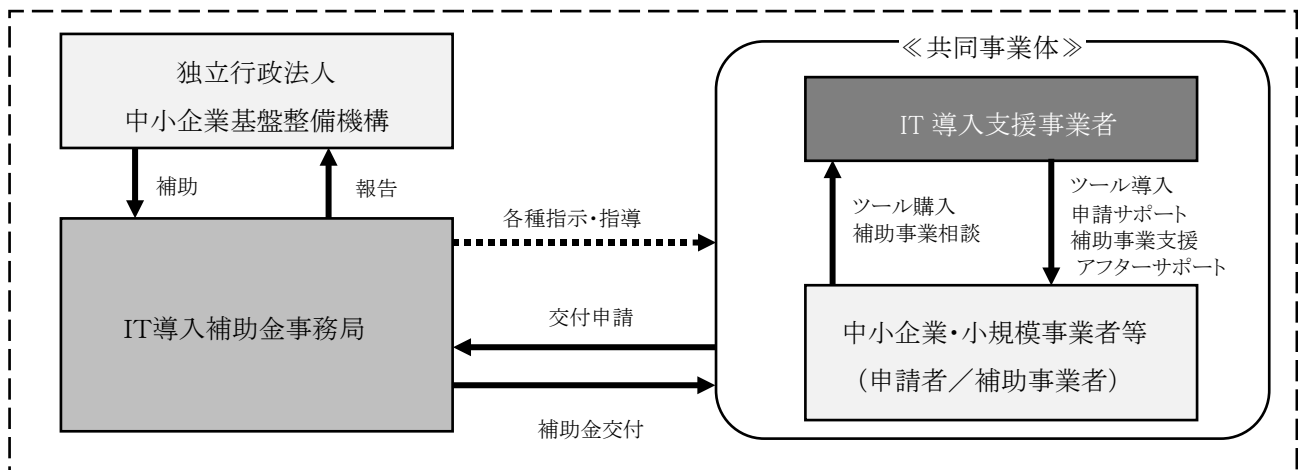 独立行政法人
中小企業基盤整備機構
補助
報告
IT導入補助金事務局
各種指示・指導
交付申請
補助金交付
≪共同事業体≫
IT 導入支援事業者
ツール購入
補助事業相談
ツール導入
申請サポート
補助事業支援
アフターサポート
中小企業・小規模事業者等
（申請者／補助事業者）